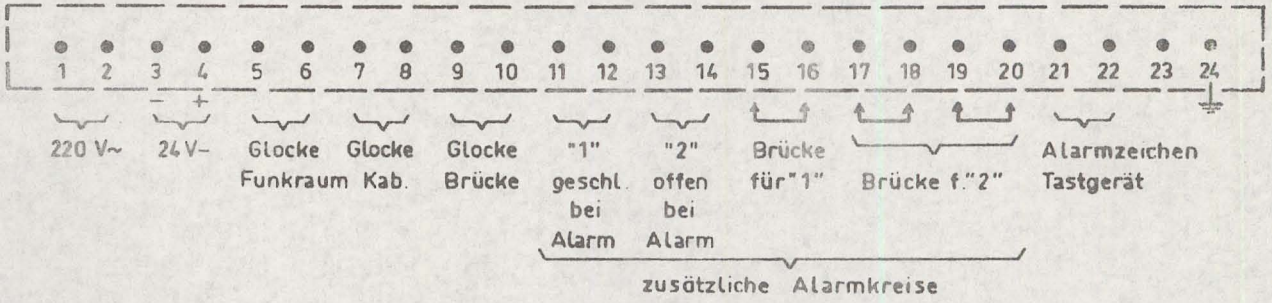 1 2 3 4 5 6 7 8 9 10 11 12 13 14 15 16 17 18 19 20 21 22 23 24
− +
220 V~ 24 V− Glocke Glocke Glocke "1" "2" Brücke Alarmzeichen
Funkraum Kab. Brücke geschl. offen für "1" Brücke f. "2" Tastgerät
bei bei
Alarm Alarm
zusätzliche Alarmkreise